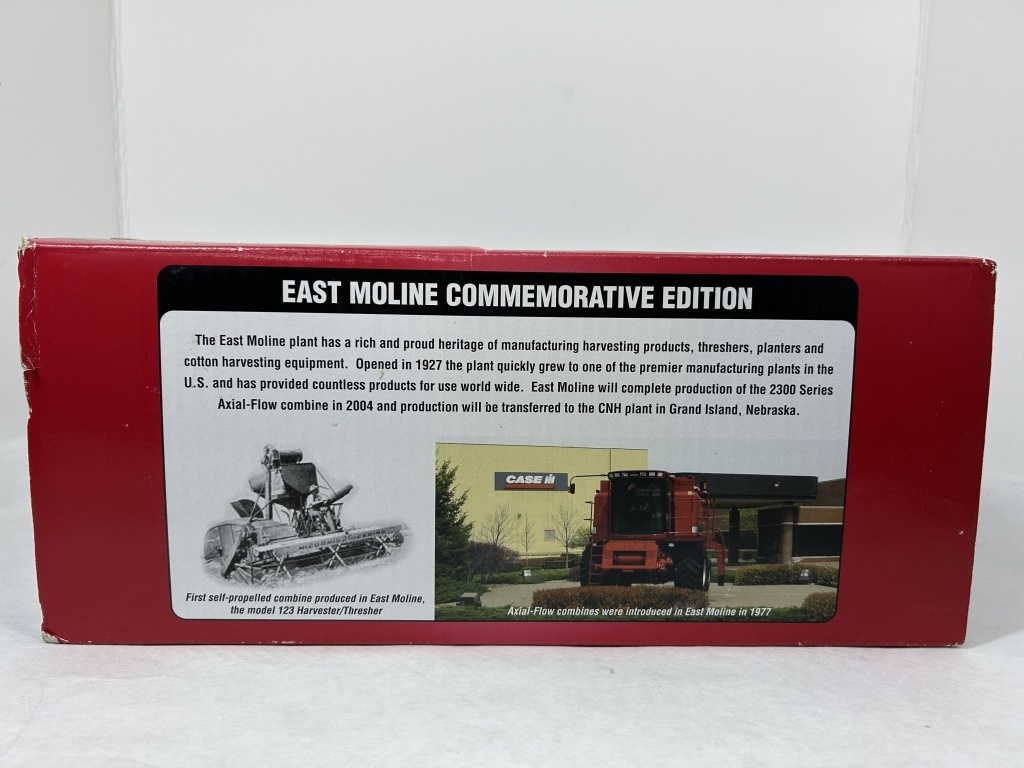 EAST MOLINE COMMEMORATIVE EDITION
The East Moline plant has a rich and proud heritage of manufacturing harvesting products, threshers, planters and
cotton harvesting equipment. Opened in 1927 the plant quickly grew to one of the premier manufacturing plants in the
U.S. and has provided countless products for use world wide. East Moline will complete production of the 2300 Series
Axial-Flow combine in 2004 and production will be transferred to the CNH plant in Grand Island, Nebraska.
CASE IH
McCORMICK-DEERING
First self-propelled combine produced in East Moline,
the model 123 Harvester/Thresher
Axial-Flow combines were introduced in East Moline in 1977